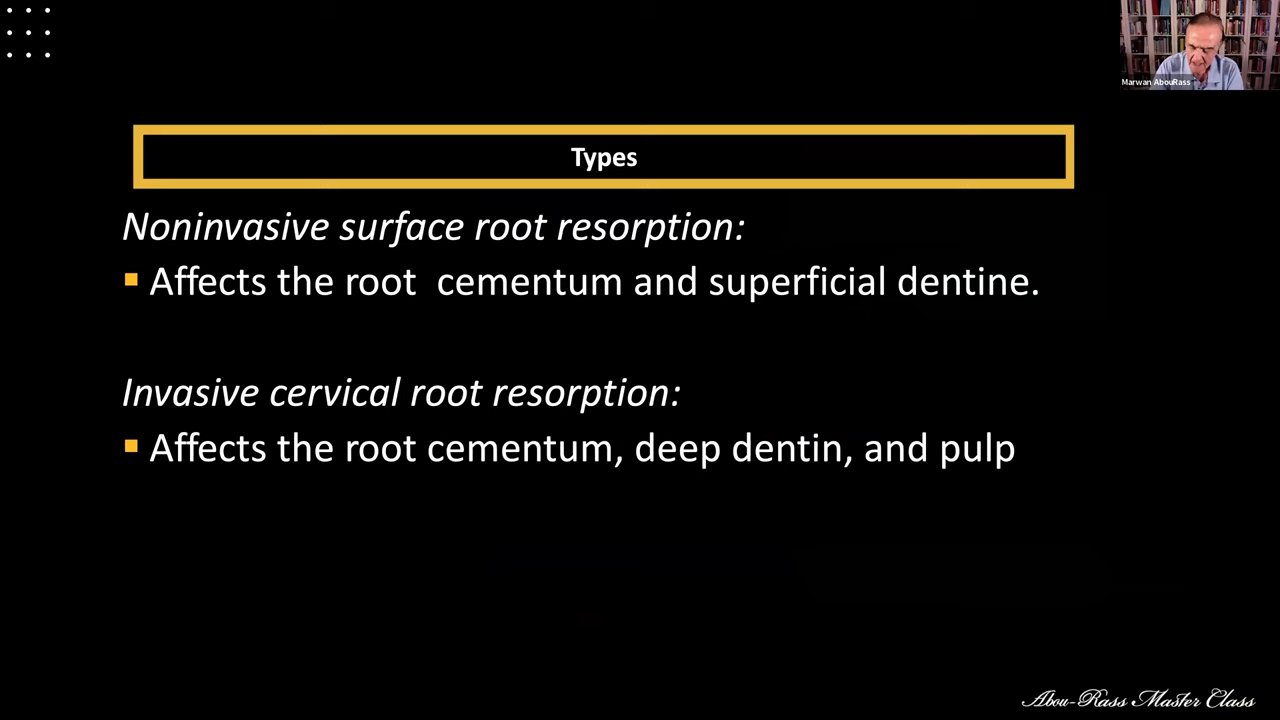 Marwan AbouRass
Types
Noninvasive surface root resorption:
Affects the root cementum and superficial dentine.
Invasive cervical root resorption:
Affects the root cementum, deep dentin, and pulp
Abou-Rass Master Class